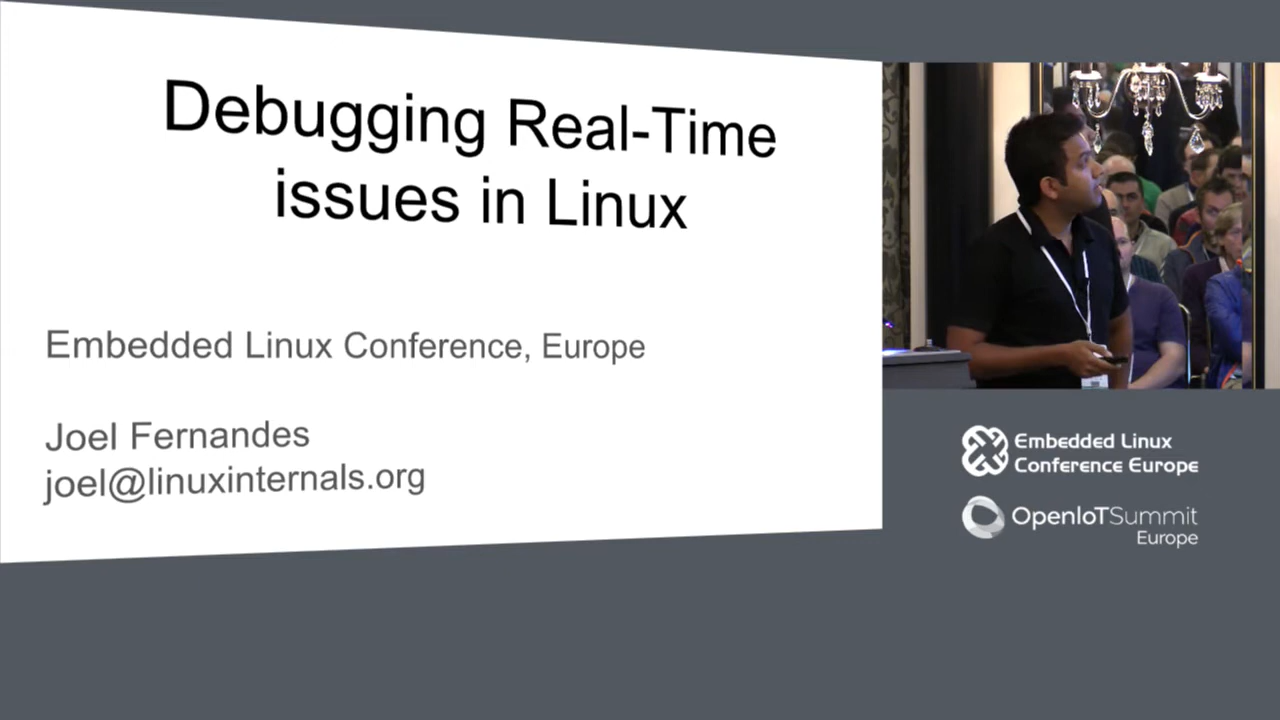 Debugging Real-Time
issues in Linux
Embedded Linux Conference, Europe
Joel Fernandes
joel@linuxinternals.org
Embedded Linux
Conference Europe
OpenIoTSummit
Europe